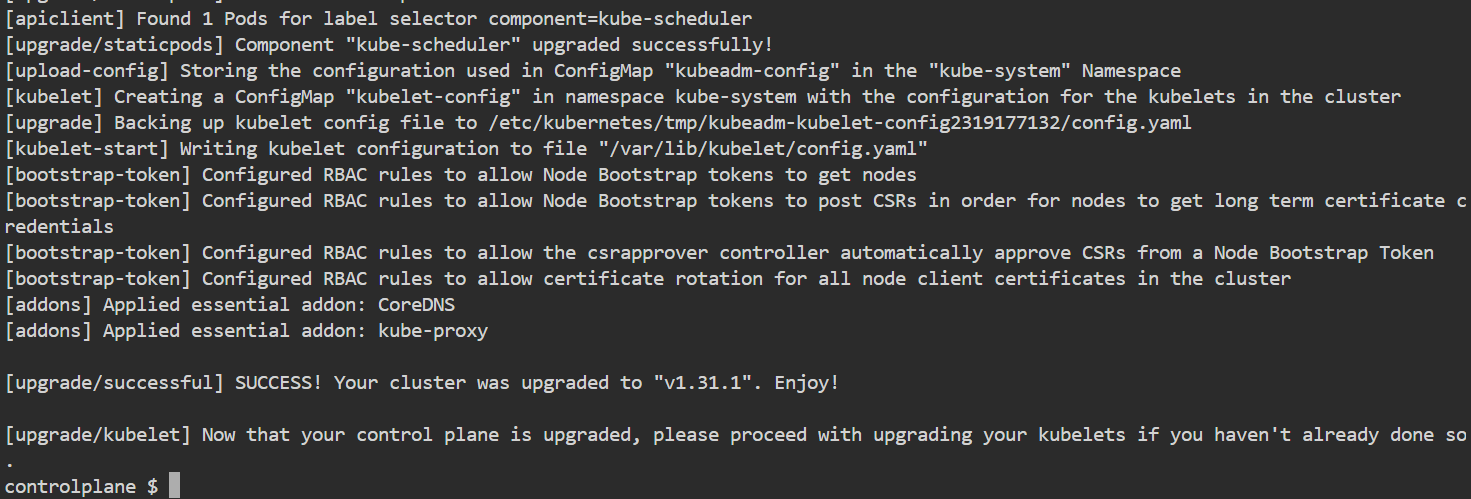 [apiclient] Found 1 Pods for label selector component=kube-scheduler
[upgrade/staticpods] Component "kube-scheduler" upgraded successfully!
[upload-config] Storing the configuration used in ConfigMap "kubeadm-config" in the "kube-system" Namespace
[kubelet] Creating a ConfigMap "kubelet-config" in namespace kube-system with the configuration for the kubelets in the cluster
[upgrade] Backing up kubelet config file to /etc/kubernetes/tmp/kubeadm-kubelet-config2319177132/config.yaml
[kubelet-start] Writing kubelet configuration to file "/var/lib/kubelet/config.yaml"
[bootstrap-token] Configured RBAC rules to allow Node Bootstrap tokens to get nodes
[bootstrap-token] Configured RBAC rules to allow Node Bootstrap tokens to post CSRs in order for nodes to get long term certificate c
redentials
[bootstrap-token] Configured RBAC rules to allow the csrapprover controller automatically approve CSRs from a Node Bootstrap Token
[bootstrap-token] Configured RBAC rules to allow certificate rotation for all node client certificates in the cluster
[addons] Applied essential addon: CoreDNS
[addons] Applied essential addon: kube-proxy
[upgrade/successful] SUCCESS! Your cluster was upgraded to "v1.31.1". Enjoy!
[upgrade/kubelet] Now that your control plane is upgraded, please proceed with upgrading your kubelets if you haven't already done so
.
controlplane $